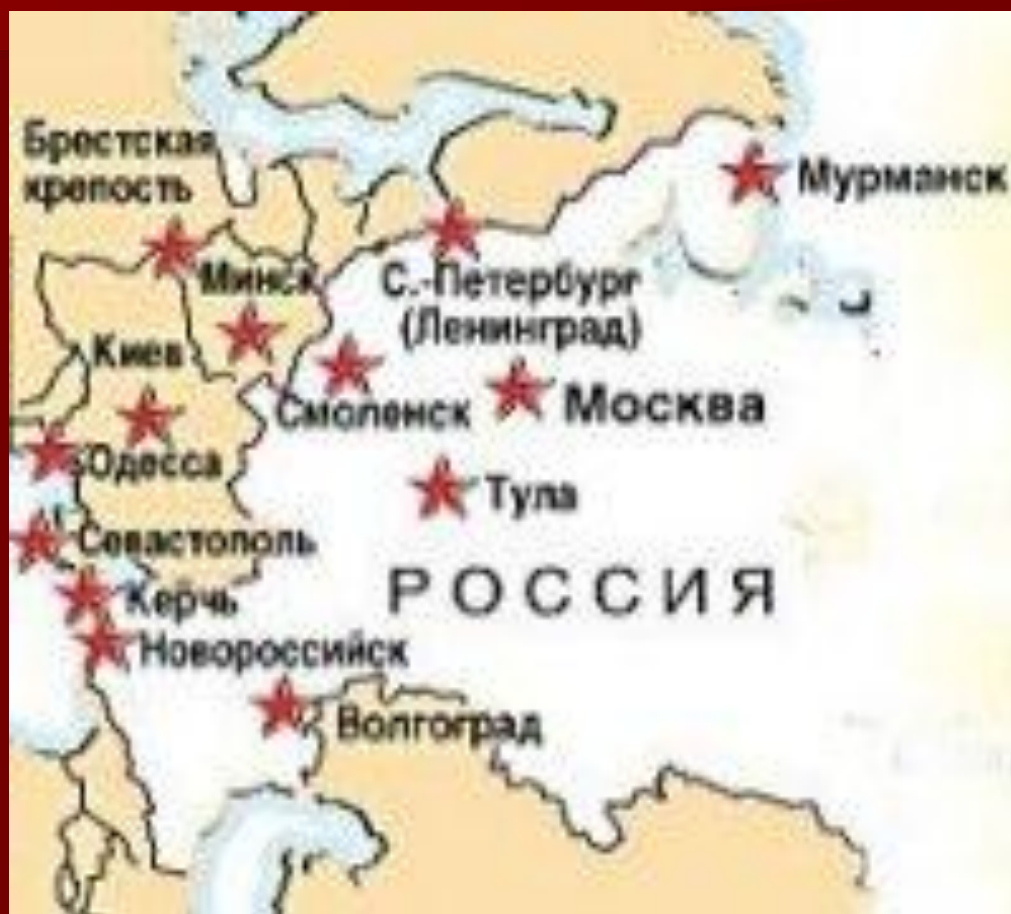 Брестская
крепость
Мурманск
Минск
С.-Петербург
(Ленинград)
Киев
Смоленск
Москва
Одесса
Тула
Севастополь
РОССИЯ
Керчь
Новороссийск
Волгоград